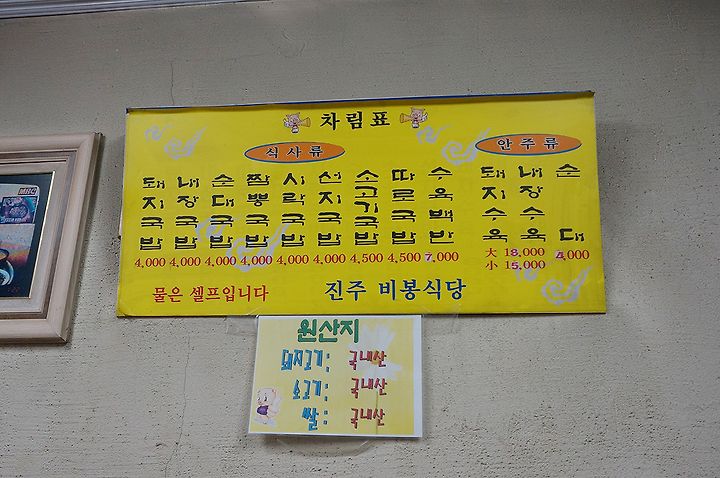 차림표
식사류
안주류
돼지국밥 내장국밥 순대국밥 짬뽕국밥 시락국밥 선지국밥 소고기국밥 따로국밥 수육백반
돼지수육 내장수육 순대
4,000 4,000 4,000 4,000 4,000 4,000 4,500 4,500 7,000
大 18,000 4,000
小 15,000
물은 셀프입니다
진주 비봉식당
원산지
돼지고기: 국내산
소고기: 국내산
쌀: 국내산
MBC